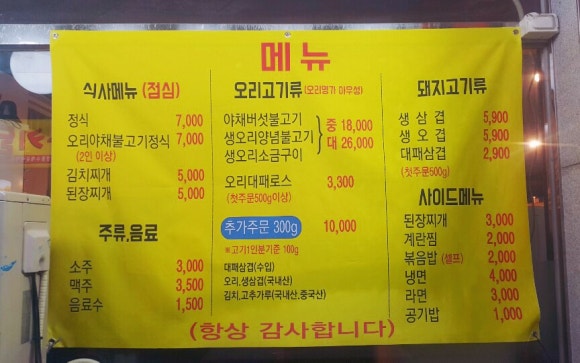 메 뉴
식사메뉴 (점심)
정식 7,000
오리야채불고기정식 7,000
(2인 이상)
김치찌개 5,000
된장찌개 5,000
주류,음료
소주 3,000
맥주 3,500
음료수 1,500
오리고기류 (오리명가 마루샘)
야채버섯불고기
생오리양념불고기
생오리소금구이
중 18,000
대 26,000
오리대패로스 3,300
(첫주문500g이상)
추가주문 300g 10,000
※고기1인분기준 100g
대패삼겹(수입)
오리,생삼겹(국내산)
김치,고추가루(국내산,중국산)
돼지고기류
생 삼 겹 5,900
생 오 겹 5,900
대패삼겹 2,900
(첫주문600g)
사이드메뉴
된장찌개 3,000
계란찜 2,000
볶음밥 (셀프) 2,000
냉면 4,000
라면 3,000
공기밥 1,000
(항상 감사합니다)